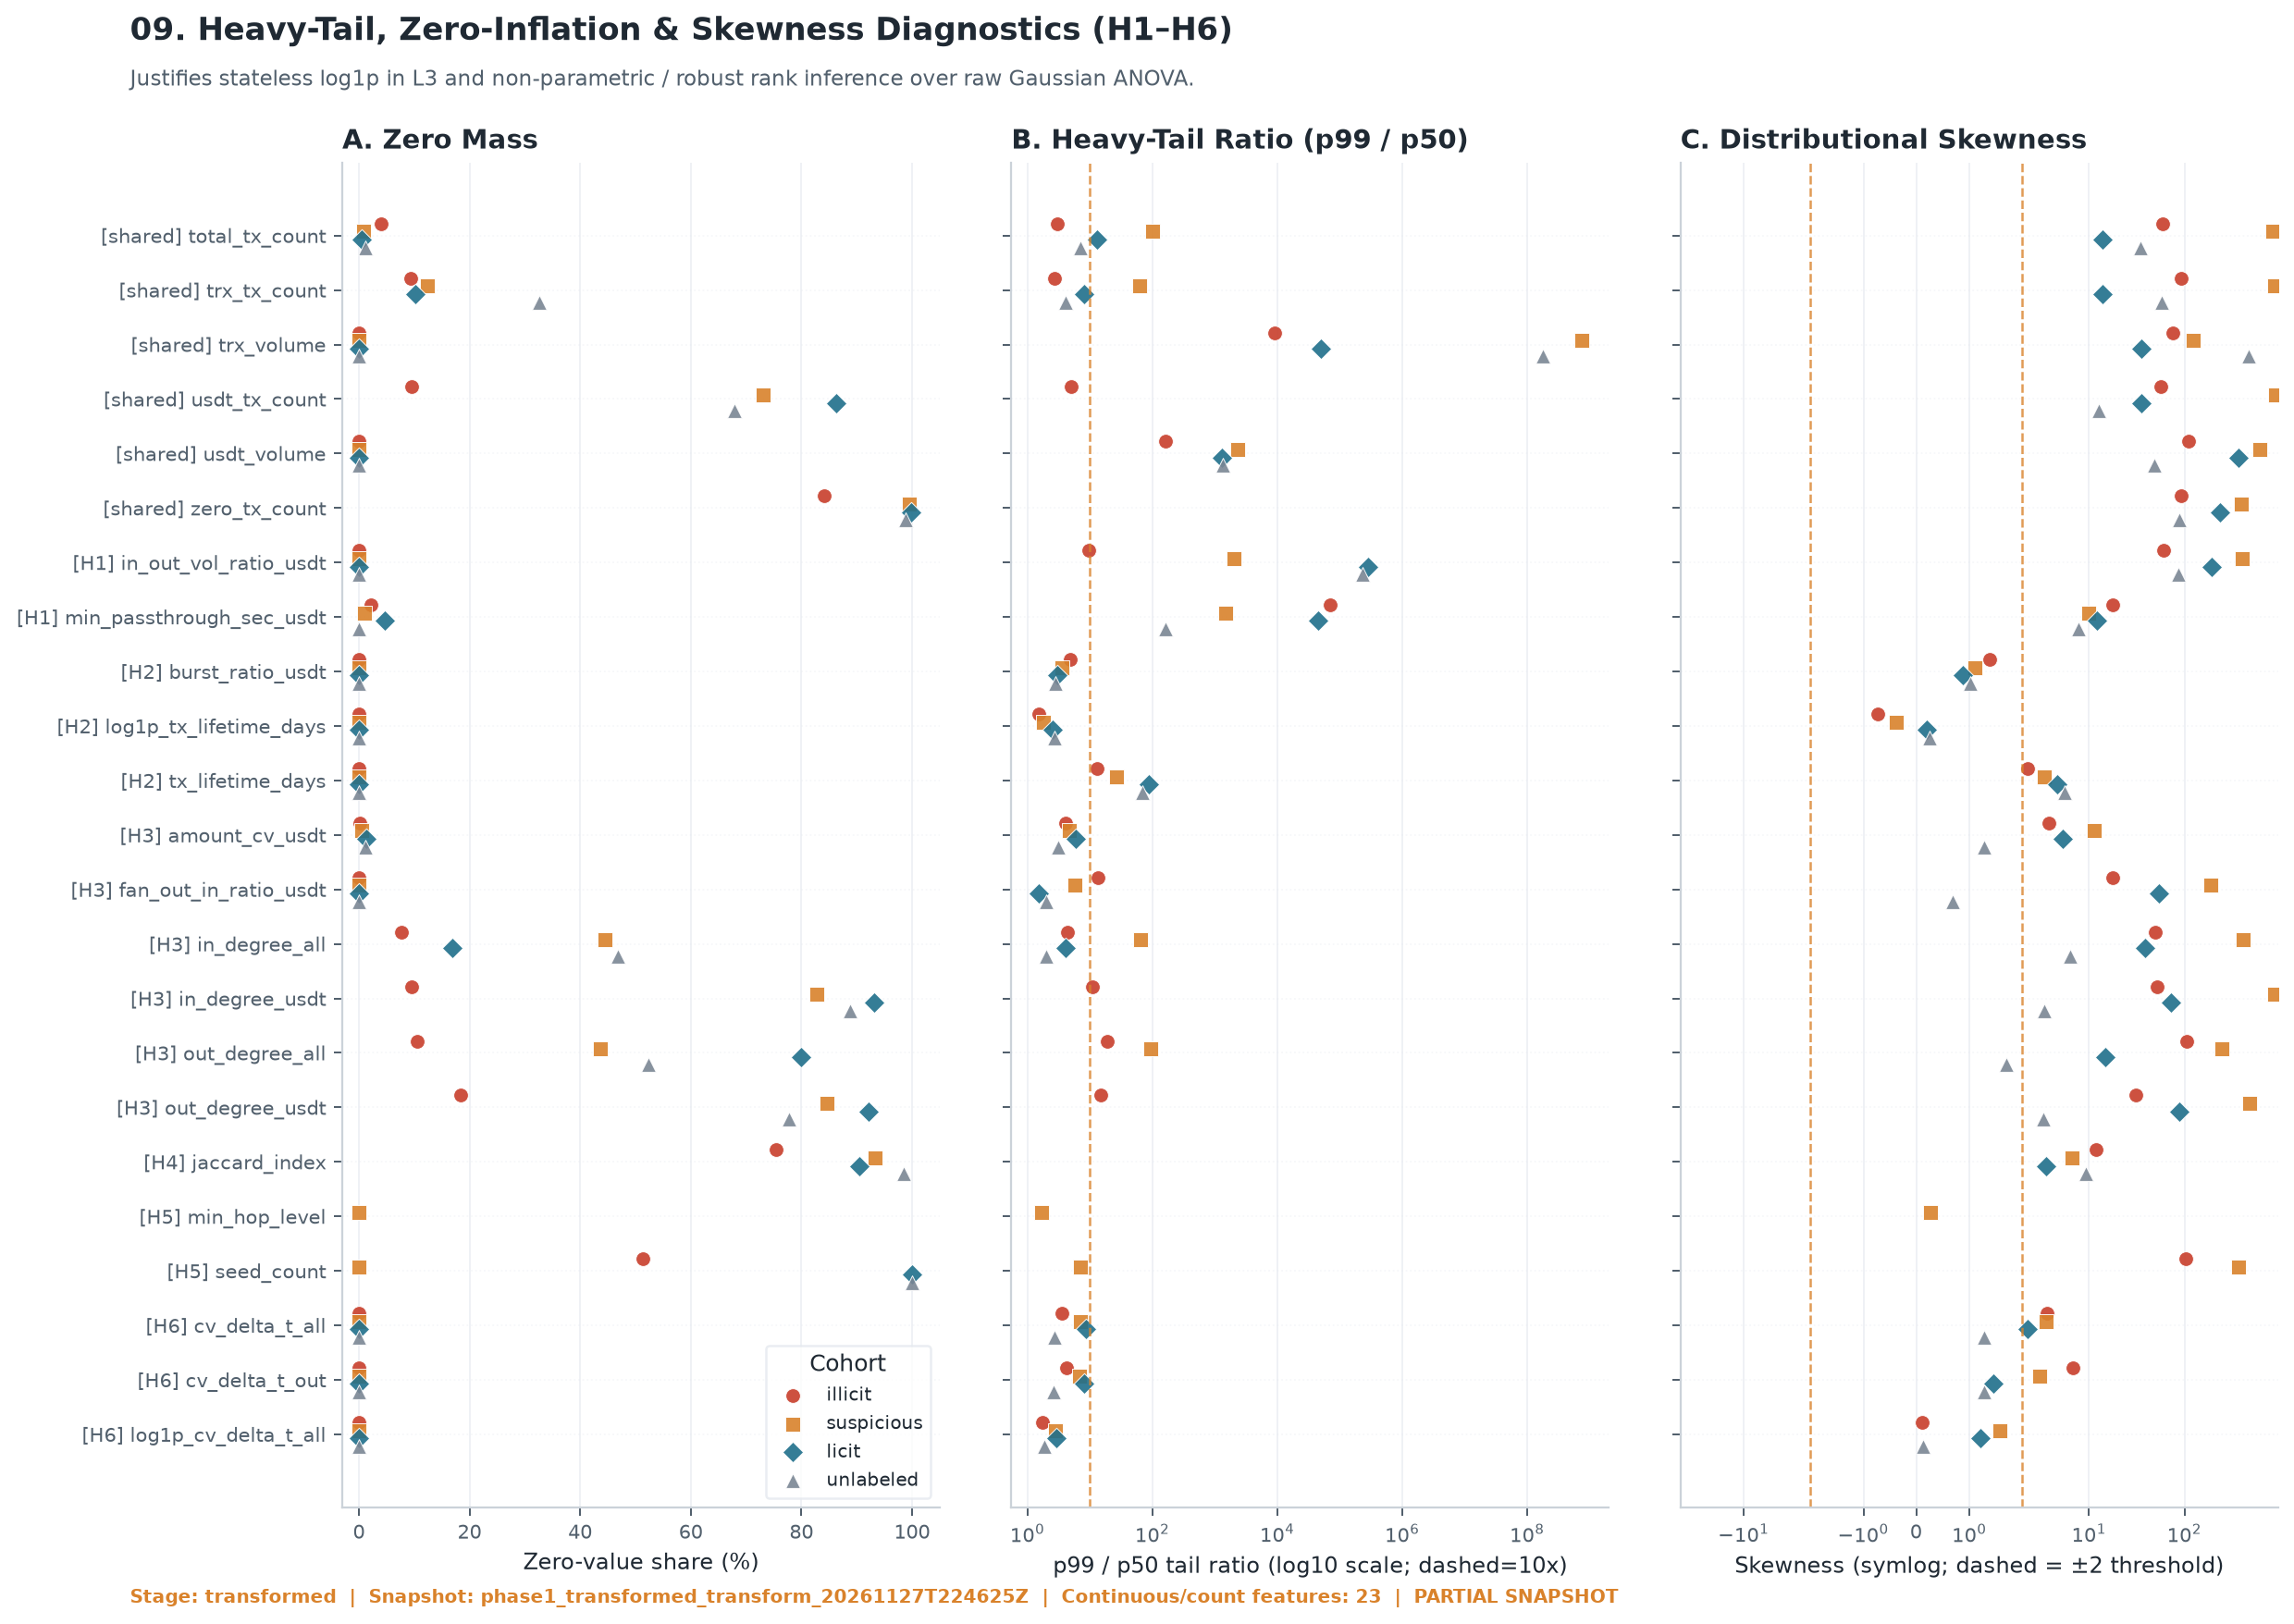 09. Heavy-Tail, Zero-Inflation & Skewness Diagnostics (H1–H6)
Justifies stateless log1p in L3 and non-parametric / robust rank inference over raw Gaussian ANOVA.
A. Zero Mass
B. Heavy-Tail Ratio (p99 / p50)
C. Distributional Skewness
[shared] total_tx_count
[shared] trx_tx_count
[shared] trx_volume
[shared] usdt_tx_count
[shared] usdt_volume
[shared] zero_tx_count
[H1] in_out_vol_ratio_usdt
[H1] min_passthrough_sec_usdt
[H2] burst_ratio_usdt
[H2] log1p_tx_lifetime_days
[H2] tx_lifetime_days
[H3] amount_cv_usdt
[H3] fan_out_in_ratio_usdt
[H3] in_degree_all
[H3] in_degree_usdt
[H3] out_degree_all
[H3] out_degree_usdt
[H4] jaccard_index
[H5] min_hop_level
[H5] seed_count
[H6] cv_delta_t_all
[H6] cv_delta_t_out
[H6] log1p_cv_delta_t_all
Cohort
illicit
suspicious
licit
unlabeled
0 20 40 60 80 100
10⁰ 10² 10⁴ 10⁶ 10⁸
−10¹ −10⁰ 0 10⁰ 10¹ 10²
Zero-value share (%)
p99 / p50 tail ratio (log10 scale; dashed=10x)
Skewness (symlog; dashed = ±2 threshold)
Stage: transformed | Snapshot: phase1_transformed_transform_20261127T224625Z | Continuous/count features: 23 | PARTIAL SNAPSHOT